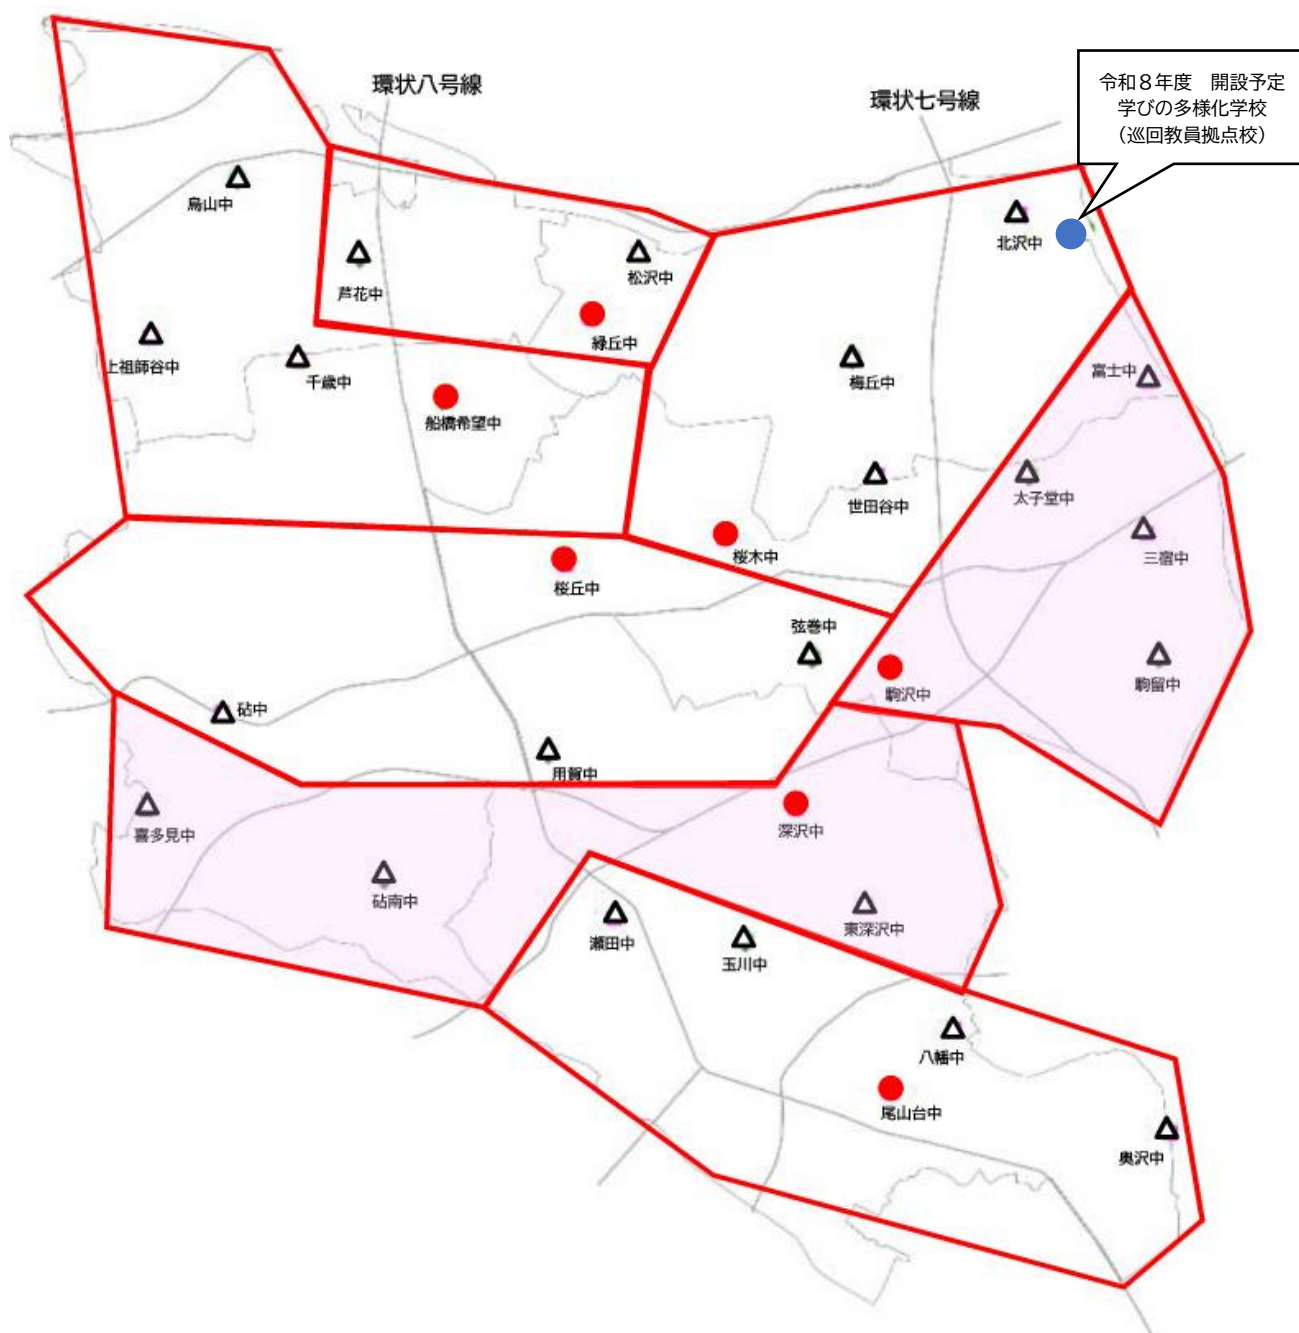 環状八号線
環状七号線
令和８年度　開設予定
学びの多様化学校
（巡回教員拠点校）
烏山中
芦花中
松沢中
北沢中
緑丘中
上祖師谷中
千歳中
船橋希望中
梅丘中
富士中
世田谷中
太子堂中
桜木中
三宿中
桜丘中
弦巻中
駒沢中
駒留中
砧中
用賀中
喜多見中
深沢中
砧南中
東深沢中
瀬田中
玉川中
八幡中
尾山台中
奥沢中